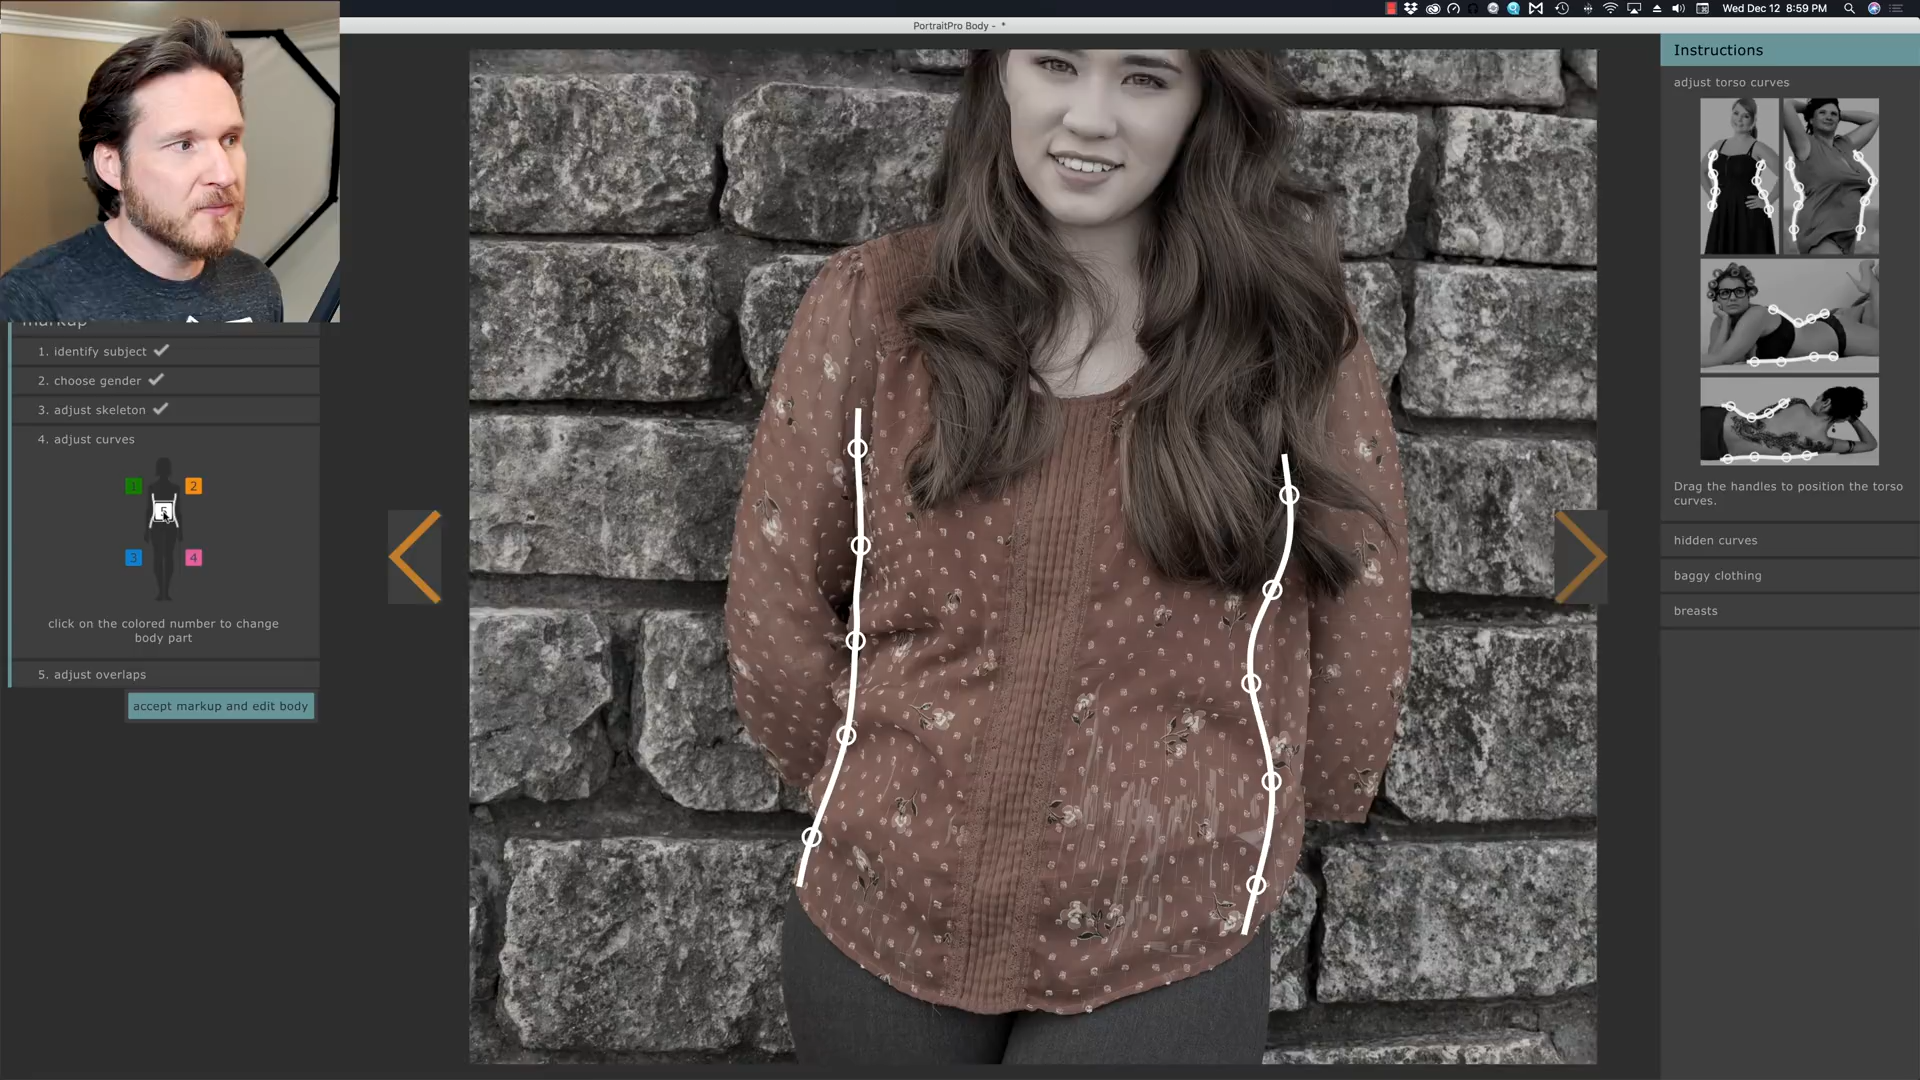 Wed Dec 12 8:59 PM
PortraitPro Body - *
Instructions
adjust torso curves
Drag the handles to position the torso
curves.
hidden curves
baggy clothing
breasts
markup
1. identify subject
2. choose gender
3. adjust skeleton
4. adjust curves
1
2
3
4
click on the colored number to change
body part
5. adjust overlaps
accept markup and edit body